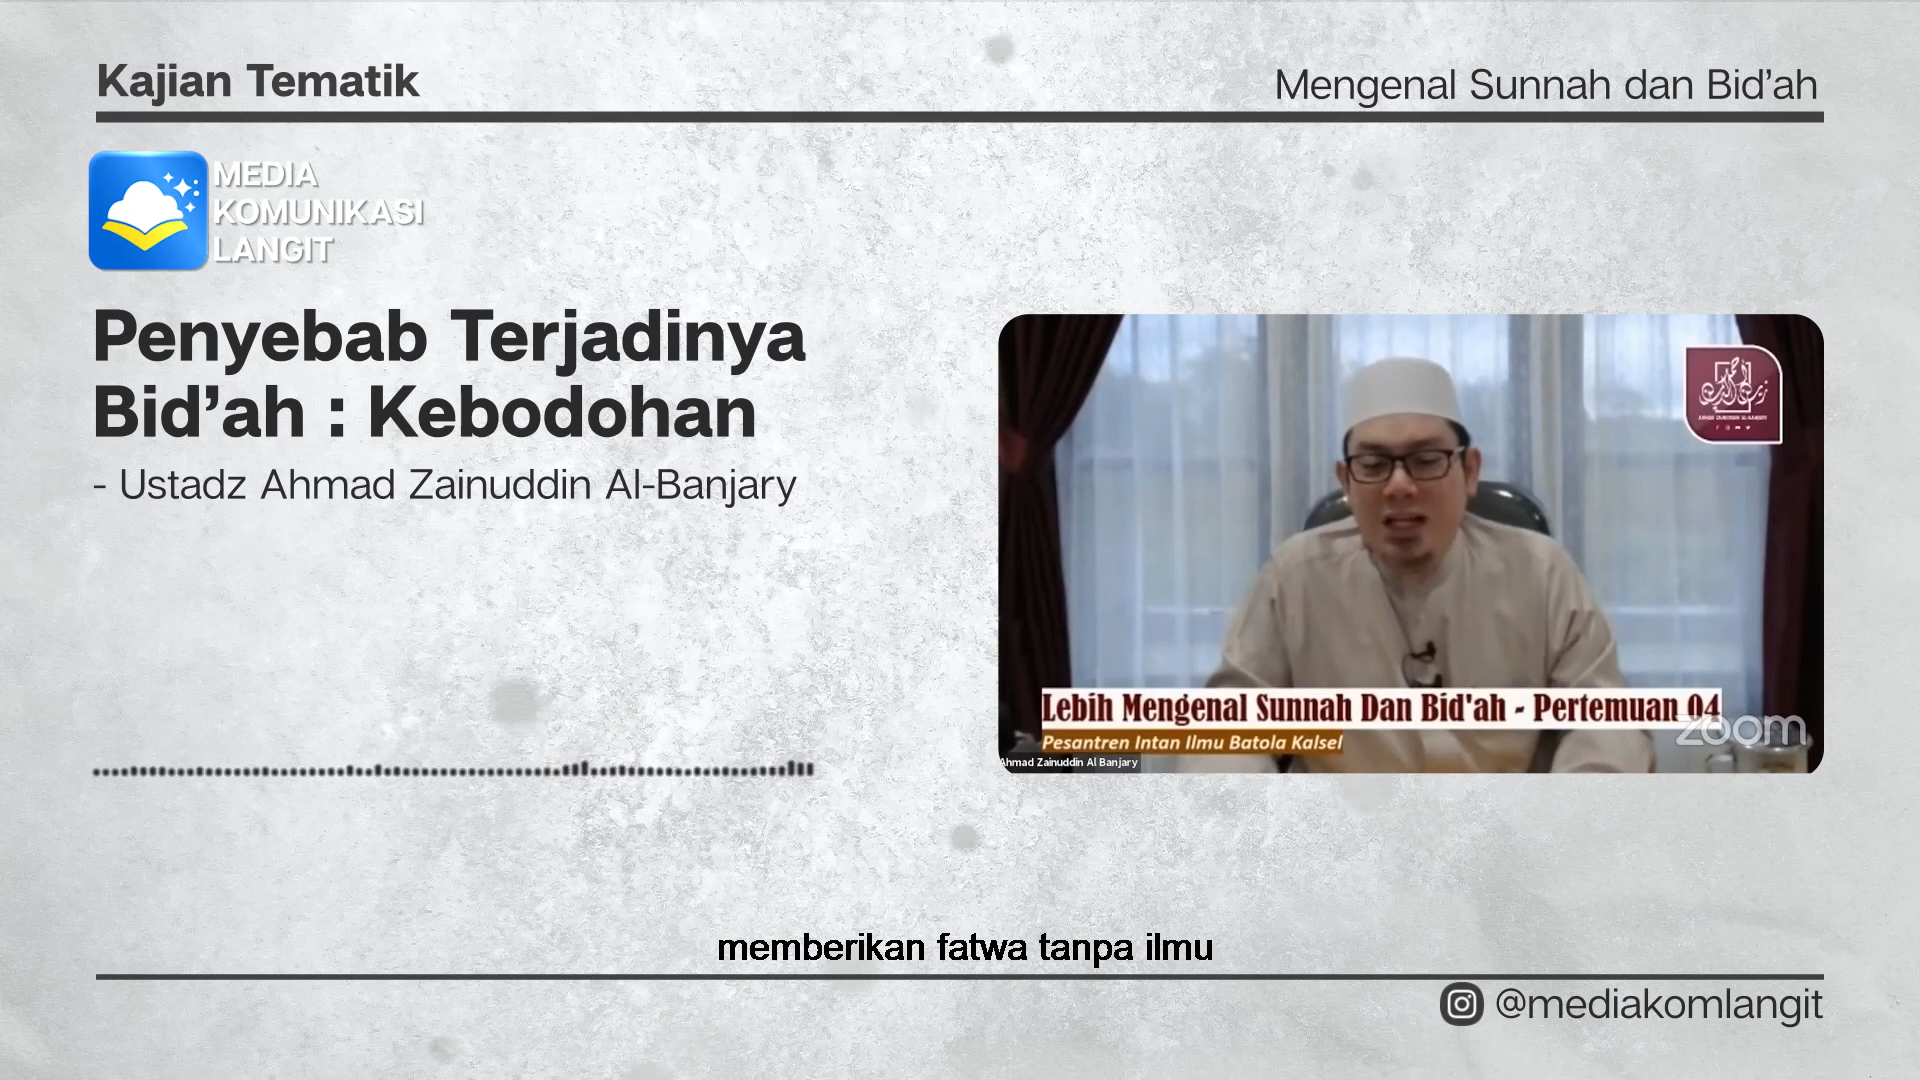 Kajian Tematik
Mengenal Sunnah dan Bid’ah
MEDIA
KOMUNIKASI
LANGIT
Penyebab Terjadinya
Bid’ah : Kebodohan
- Ustadz Ahmad Zainuddin Al-Banjary
Lebih Mengenal Sunnah Dan Bid'ah - Pertemuan 04
zoom
Pesantren Intan Ilmu Batola Kalsel
Ahmad Zainuddin Al Banjary
memberikan fatwa tanpa ilmu
@mediakomlangit